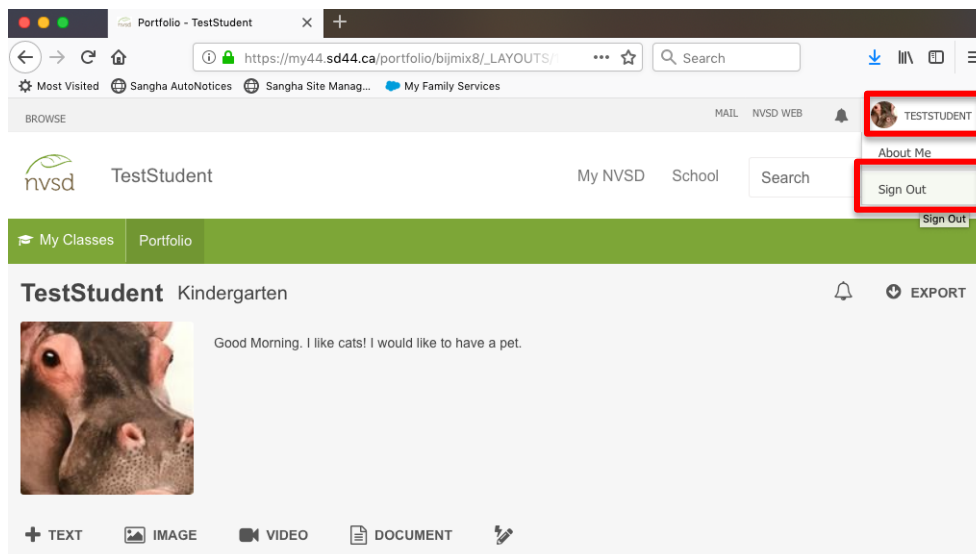 Portfolio - TestStudent
https://my44.sd44.ca/portfolio/bijmix8/_LAYOUTS/ Search
Most Visited Sangha AutoNotices Sangha Site Manag... My Family Services
BROWSE MAIL NVSD WEB TESTSTUDENT
About Me
nvsd TestStudent My NVSD School Search
Sign Out
Sign Out
My Classes Portfolio
TestStudent Kindergarten EXPORT
Good Morning. I like cats! I would like to have a pet.
TEXT IMAGE VIDEO DOCUMENT